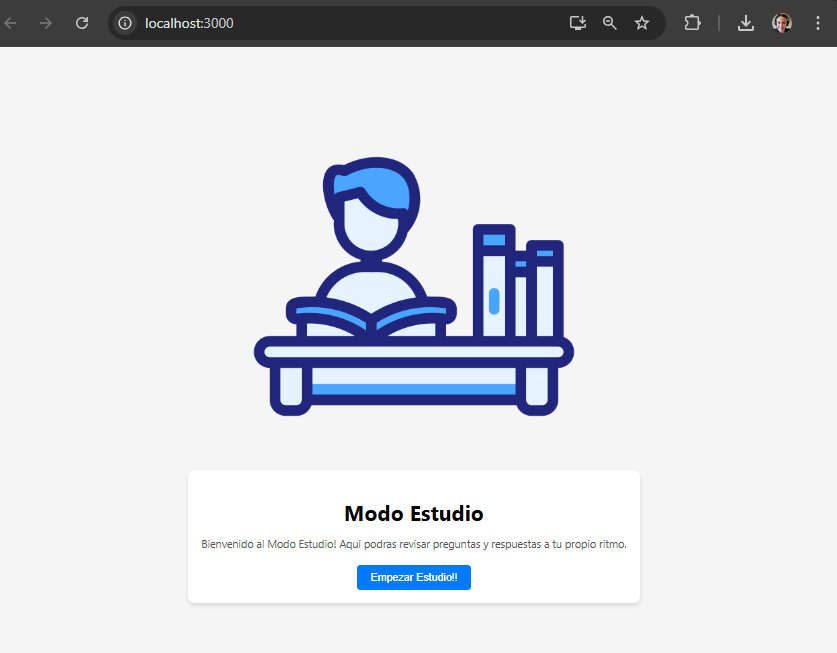 localhost:3000
Modo Estudio
Bienvenido al Modo Estudio! Aqui podras revisar preguntas y respuestas a tu propio ritmo.
Empezar Estudio!!